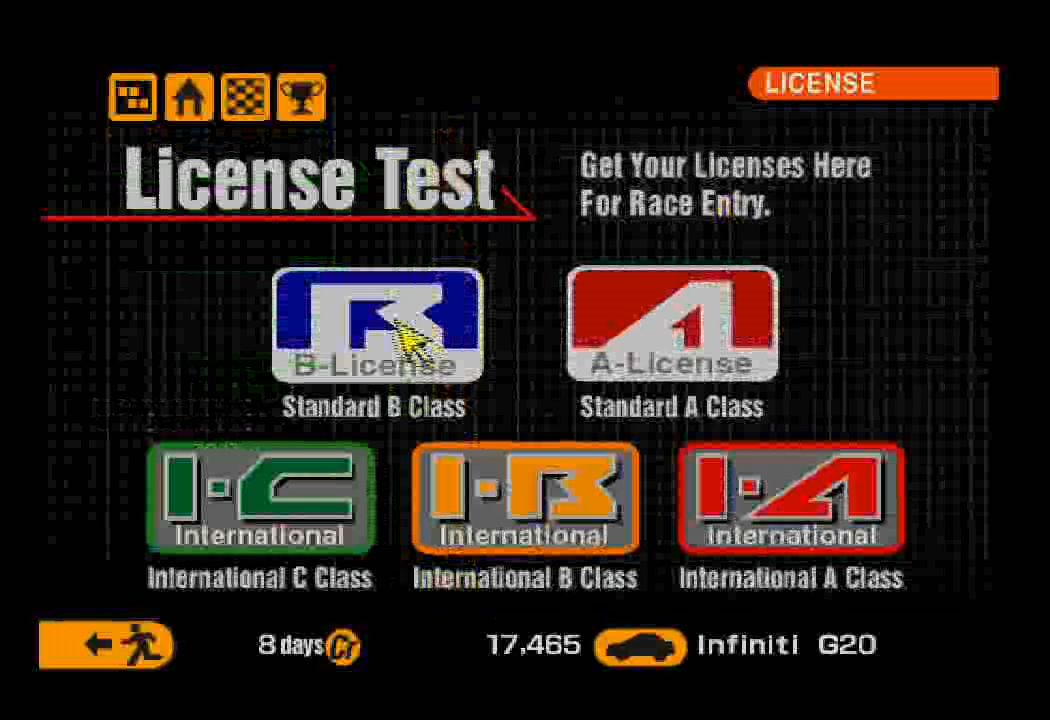 LICENSE
License Test
Get Your Licenses Here
For Race Entry.
B-License
A-License
Standard B Class
Standard A Class
I-C
International
I-B
International
I-A
International
International C Class
International B Class
International A Class
8 days Cr 17,465 Infiniti G20